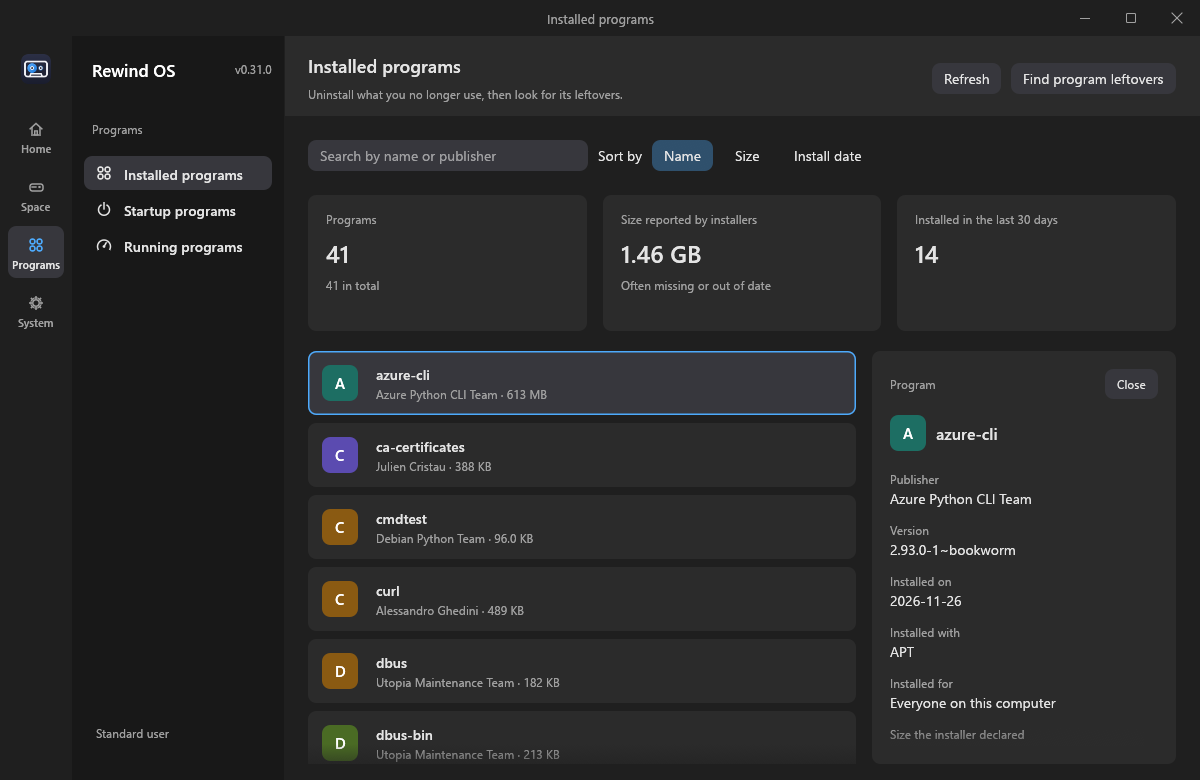 Installed programs
Rewind OS
v0.31.0
Home
Space
Programs
System
Programs
Installed programs
Startup programs
Running programs
Standard user
Installed programs
Uninstall what you no longer use, then look for its leftovers.
Refresh
Find program leftovers
Search by name or publisher
Sort by
Name
Size
Install date
Programs
41
41 in total
Size reported by installers
1.46 GB
Often missing or out of date
Installed in the last 30 days
14
A
azure-cli
Azure Python CLI Team · 613 MB
C
ca-certificates
Julien Cristau · 388 KB
C
cmdtest
Debian Python Team · 96.0 KB
C
curl
Alessandro Ghedini · 489 KB
D
dbus
Utopia Maintenance Team · 182 KB
D
dbus-bin
Utopia Maintenance Team · 213 KB
Program
Close
A
azure-cli
Publisher
Azure Python CLI Team
Version
2.93.0-1~bookworm
Installed on
2026-11-26
Installed with
APT
Installed for
Everyone on this computer
Size the installer declared